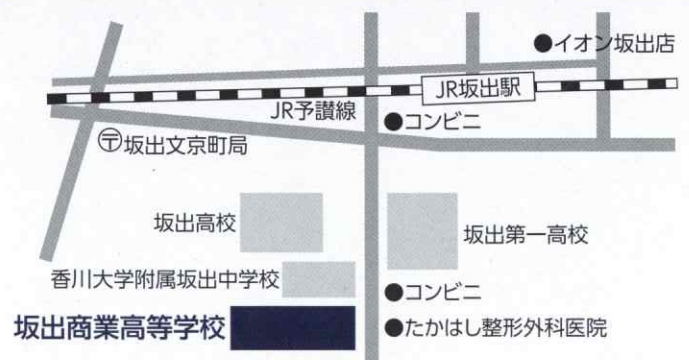 ●イオン坂出店
JR坂出駅
JR予讃線
●コンビニ
〒坂出文京町局
坂出高校
坂出第一高校
香川大学附属坂出中学校
●コンビニ
坂出商業高等学校
●たかはし整形外科医院